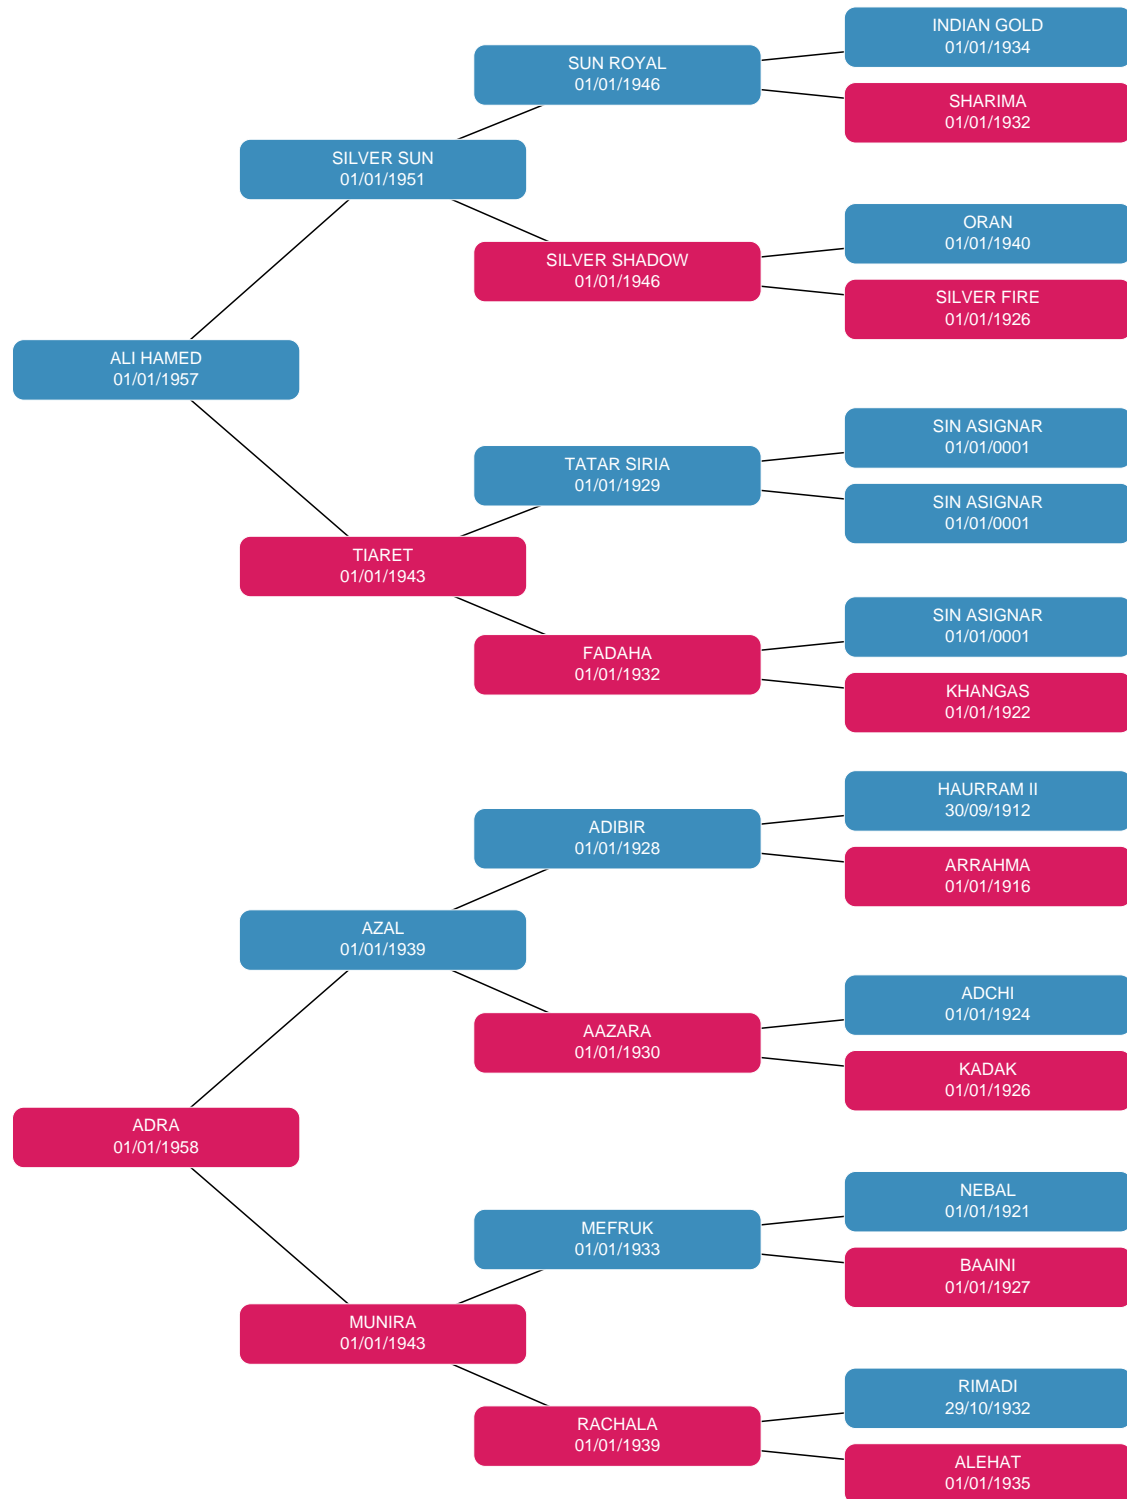 INDIAN GOLD
01/01/1934
SUN ROYAL
01/01/1946
SHARIMA
01/01/1932
SILVER SUN
01/01/1951
ORAN
01/01/1940
SILVER SHADOW
01/01/1946
SILVER FIRE
01/01/1926
ALI HAMED
01/01/1957
SIN ASIGNAR
01/01/0001
TATAR SIRIA
01/01/1929
SIN ASIGNAR
01/01/0001
TIARET
01/01/1943
SIN ASIGNAR
01/01/0001
FADAHA
01/01/1932
KHANGAS
01/01/1922
HAURRAM II
30/09/1912
ADIBIR
01/01/1928
ARRAHMA
01/01/1916
AZAL
01/01/1939
ADCHI
01/01/1924
AAZARA
01/01/1930
KADAK
01/01/1926
ADRA
01/01/1958
NEBAL
01/01/1921
MEFRUK
01/01/1933
BAAINI
01/01/1927
MUNIRA
01/01/1943
RIMADI
29/10/1932
RACHALA
01/01/1939
ALEHAT
01/01/1935